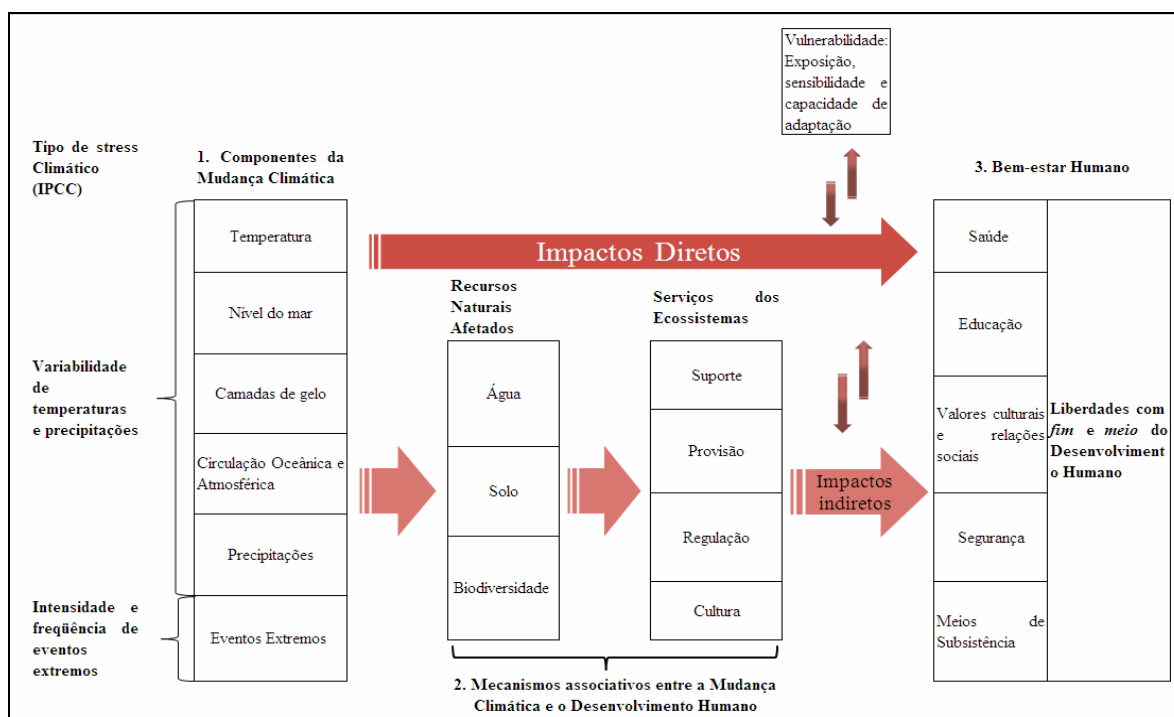 Vulnerabilidade:
Exposição,
sensibilidade e
capacidade de
adaptação
Tipo de stress
Climático
(IPCC)
1. Componentes da
Mudança Climática
3. Bem-estar Humano
Temperatura
Impactos Diretos
Saúde
Recursos
Naturais
Afetados
Serviços dos
Ecossistemas
Nível do mar
Educação
Variabilidade
de
temperaturas
e precipitações
Camadas de gelo
Água
Suporte
Valores culturais
e relações
sociais
Liberdades com
fim e meio do
Desenvolviment
o Humano
Circulação Oceânica e
Atmosférica
Solo
Provisão
Impactos
indiretos
Precipitações
Biodiversidade
Regulação
Segurança
Intensidade e
freqüência de
eventos
extremos
Eventos Extremos
Cultura
Meios de
Subsistência
2. Mecanismos associativos entre a Mudança
Climática e o Desenvolvimento Humano